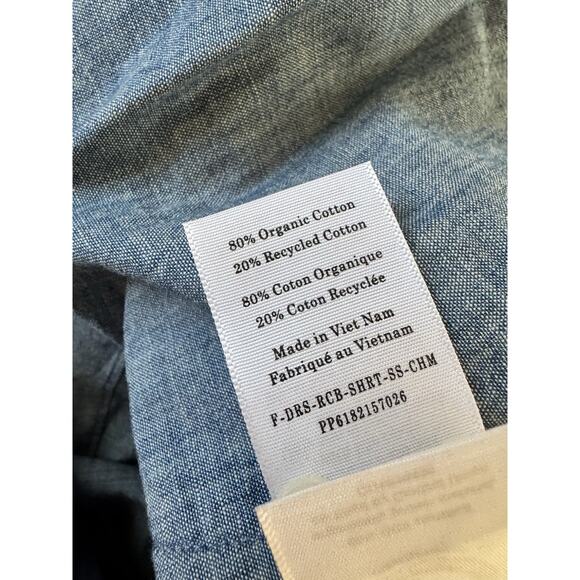 80% Organic Cotton
20% Recycled Cotton
80% Coton Organique
20% Coton Recyclée
Made in Viet Nam
Fabriqué au Vietnam
F-DRS-RCB-SHRT-SS-CHM
PP6182157026